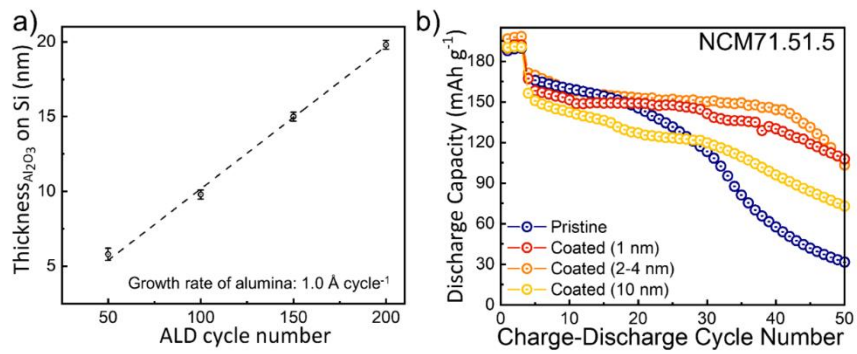 a)
Thickness_Al₂O₃ on Si (nm)
20
15
10
5
Growth rate of alumina: 1.0 Å cycle⁻¹
50 100 150 200
ALD cycle number
b)
NCM71.51.5
Discharge Capacity (mAh g⁻¹)
180
150
120
90
60
30
0
Pristine
Coated (1 nm)
Coated (2-4 nm)
Coated (10 nm)
0 10 20 30 40 50
Charge-Discharge Cycle Number